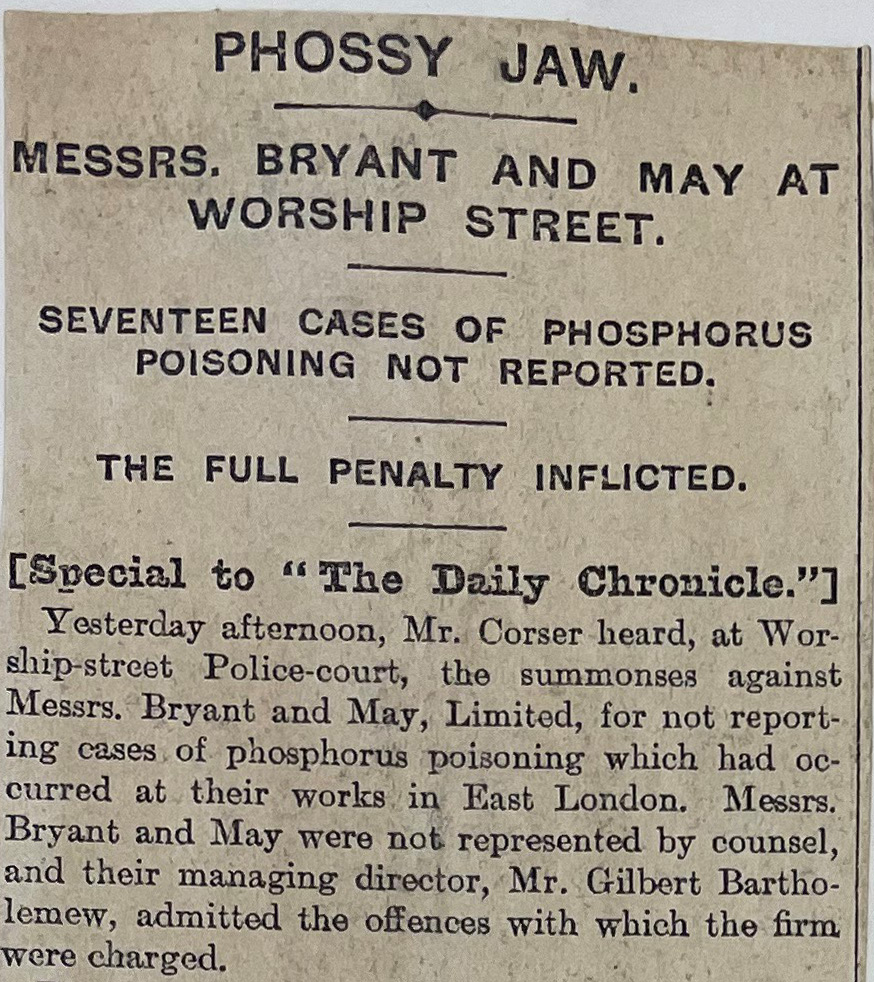 PHOSSY JAW.
MESSRS. BRYANT AND MAY AT
WORSHIP STREET.
SEVENTEEN CASES OF PHOSPHORUS
POISONING NOT REPORTED.
THE FULL PENALTY INFLICTED.
[Special to “The Daily Chronicle.”]
Yesterday afternoon, Mr. Corser heard, at Wor-
ship-street Police-court, the summonses against
Messrs. Bryant and May, Limited, for not report-
ing cases of phosphorus poisoning which had oc-
curred at their works in East London. Messrs.
Bryant and May were not represented by counsel,
and their managing director, Mr. Gilbert Bartho-
lemew, admitted the offences with which the firm
were charged.